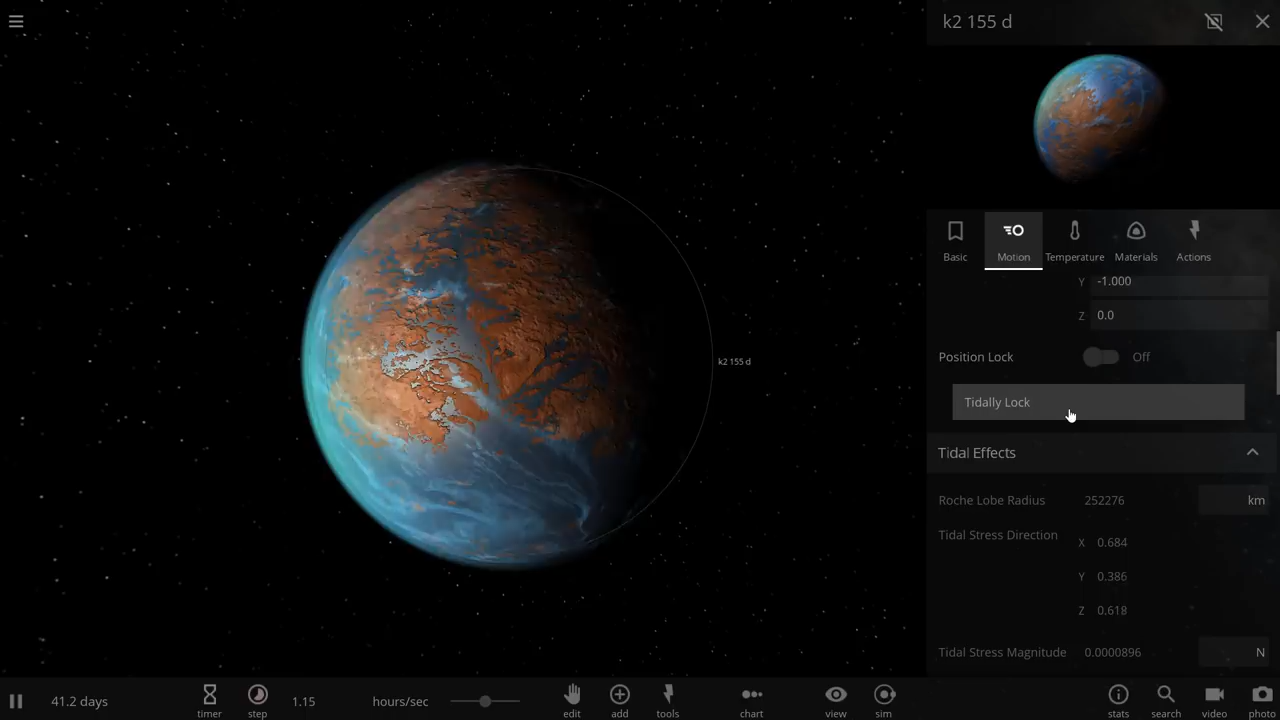 k2 155 d
Basic
Motion
Temperature
Materials
Actions
Y -1.000
Z 0.0
Position Lock Off
Tidally Lock
k2 155 d
Tidal Effects
Roche Lobe Radius 252276 km
Tidal Stress Direction
X 0.684
Y 0.386
Z 0.618
Tidal Stress Magnitude 0.0000896 N
41.2 days
timer
step
1.15 hours/sec
edit
add
tools
chart
view
sim
stats
search
video
photo